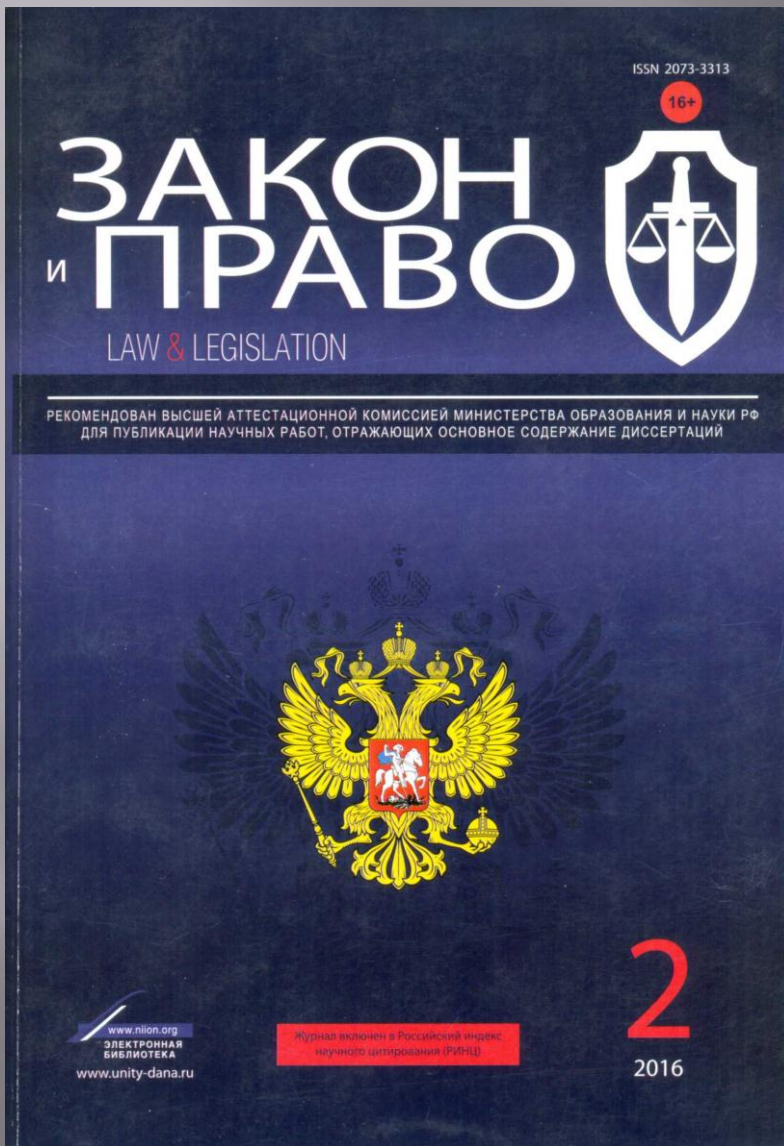 ISSN 2073-3313
16+
ЗАКОН
и ПРАВО
LAW & LEGISLATION
РЕКОМЕНДОВАН ВЫСШЕЙ АТТЕСТАЦИОННОЙ КОМИССИЕЙ МИНИСТЕРСТВА ОБРАЗОВАНИЯ И НАУКИ РФ
ДЛЯ ПУБЛИКАЦИИ НАУЧНЫХ РАБОТ, ОТРАЖАЮЩИХ ОСНОВНОЕ СОДЕРЖАНИЕ ДИССЕРТАЦИЙ
www.niion.org
ЭЛЕКТРОННАЯ
БИБЛИОТЕКА
www.unity-dana.ru
Журнал включен в Российский индекс
научного цитирования (РИНЦ)
2
2016